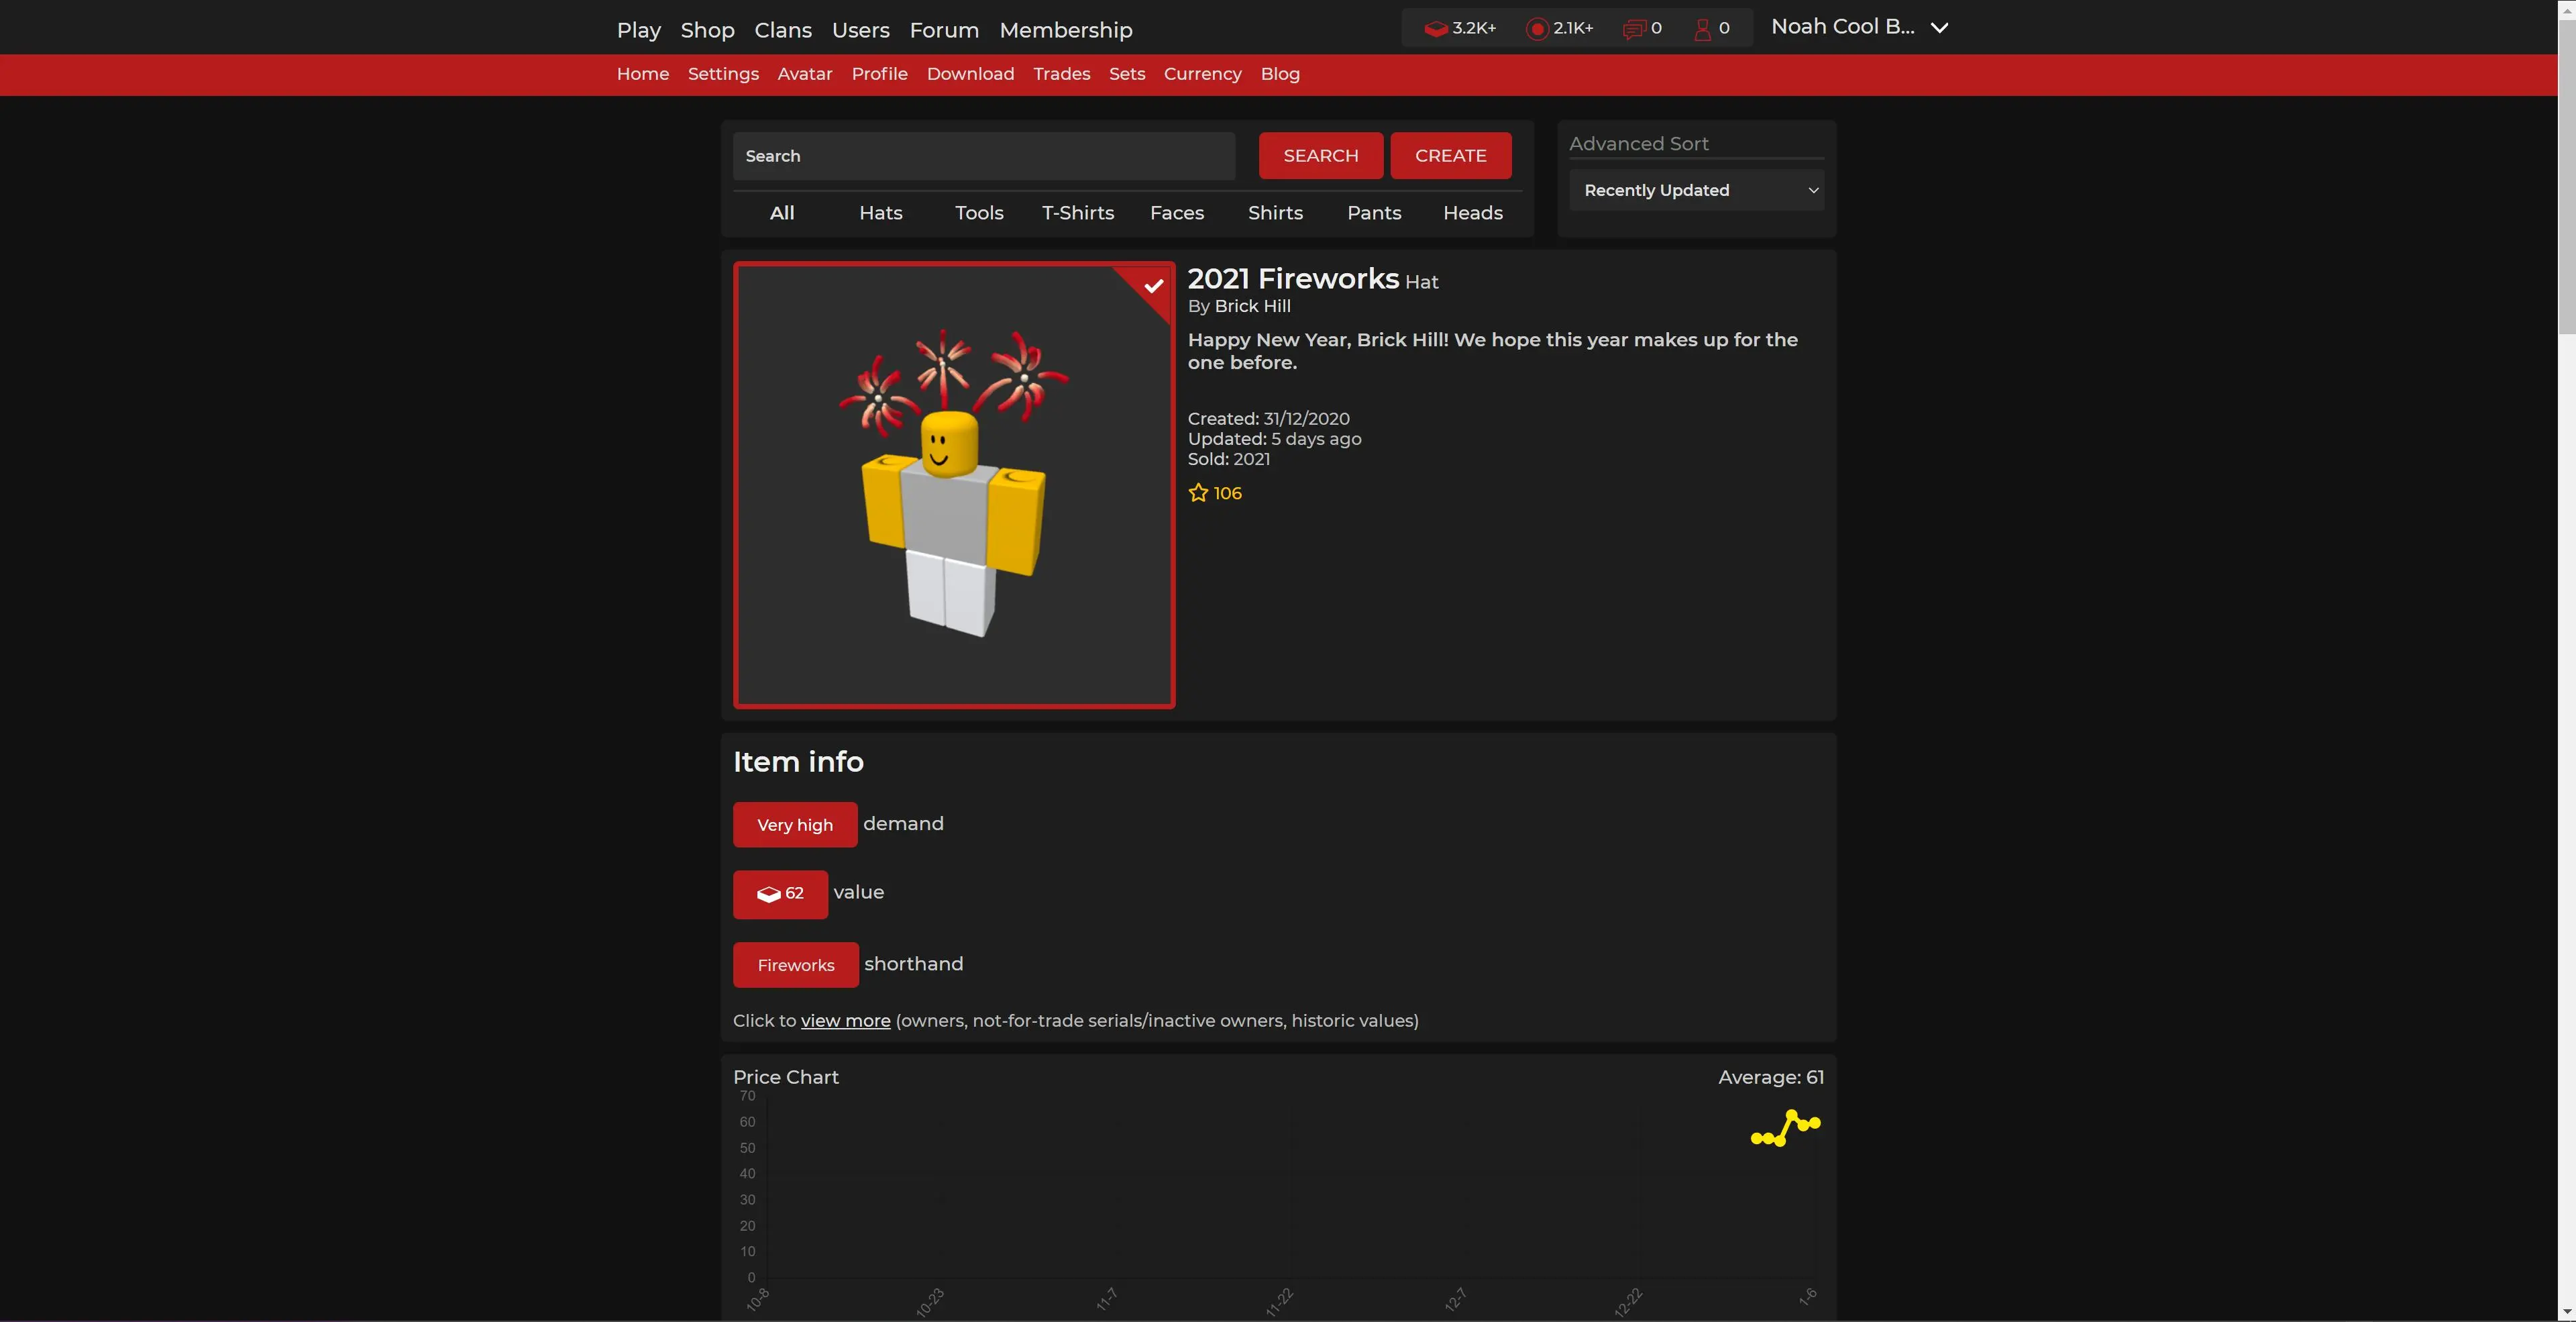 Play Shop Clans Users Forum Membership 3.2K+ 2.1K+ 0 0 Noah Cool B...
Home Settings Avatar Profile Download Trades Sets Currency Blog
Search SEARCH CREATE
All Hats Tools T-Shirts Faces Shirts Pants Heads
Advanced Sort
Recently Updated
2021 Fireworks Hat
By Brick Hill
Happy New Year, Brick Hill! We hope this year makes up for the
one before.
Created: 31/12/2020
Updated: 5 days ago
Sold: 2021
106
Item info
Very high demand
62 value
Fireworks shorthand
Click to view more (owners, not-for-trade serials/inactive owners, historic values)
Price Chart Average: 61
70
60
50
40
30
20
10
0
10-8 10-23 11-7 11-22 12-7 12-22 1-6